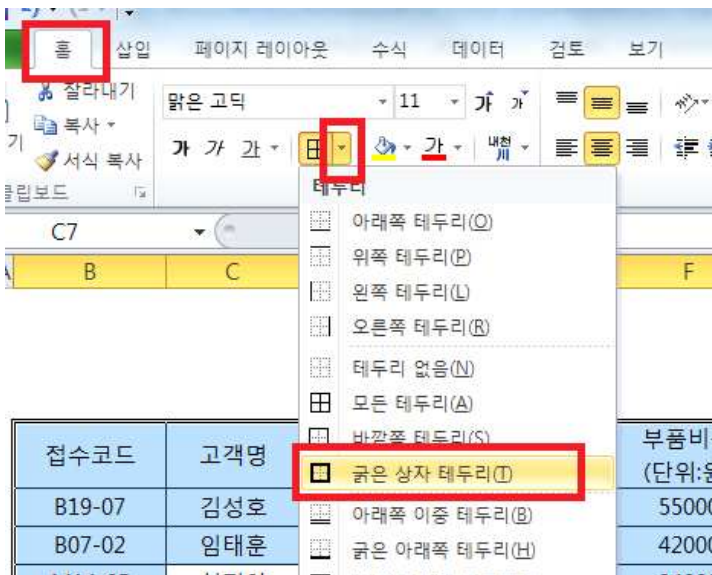 홈 삽입 페이지 레이아웃 수식 데이터 검토 보기
잘라내기
맑은 고딕 11 가 가
복사
기
서식 복사
가 가 가 가 내천
클립보드
테두리
C7
아래쪽 테두리(O)
위쪽 테두리(P)
B C F
왼쪽 테두리(L)
오른쪽 테두리(R)
테두리 없음(N)
모든 테두리(A)
바깥쪽 테두리(S)
접수코드 고객명
굵은 상자 테두리(T)
B19-07 김성호
아래쪽 이중 테두리(B)
B07-02 임태훈
굵은 아래쪽 테두리(H)